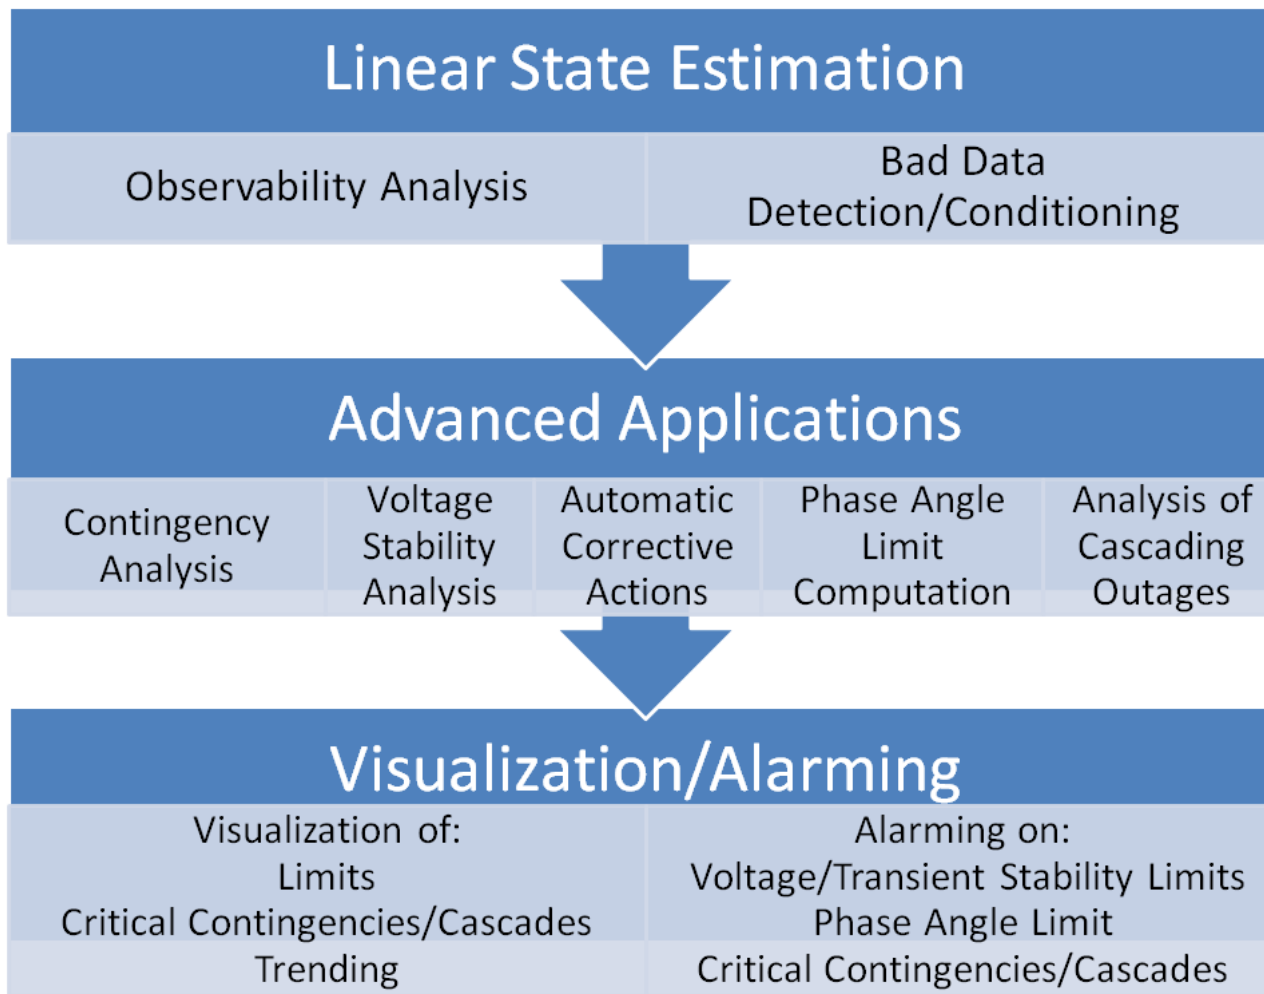 Linear State Estimation
Observability Analysis
Bad Data
Detection/Conditioning
Advanced Applications
Contingency
Analysis
Voltage
Stability
Analysis
Automatic
Corrective
Actions
Phase Angle
Limit
Computation
Analysis of
Cascading
Outages
Visualization/Alarming
Visualization of:
Limits
Critical Contingencies/Cascades
Trending
Alarming on:
Voltage/Transient Stability Limits
Phase Angle Limit
Critical Contingencies/Cascades